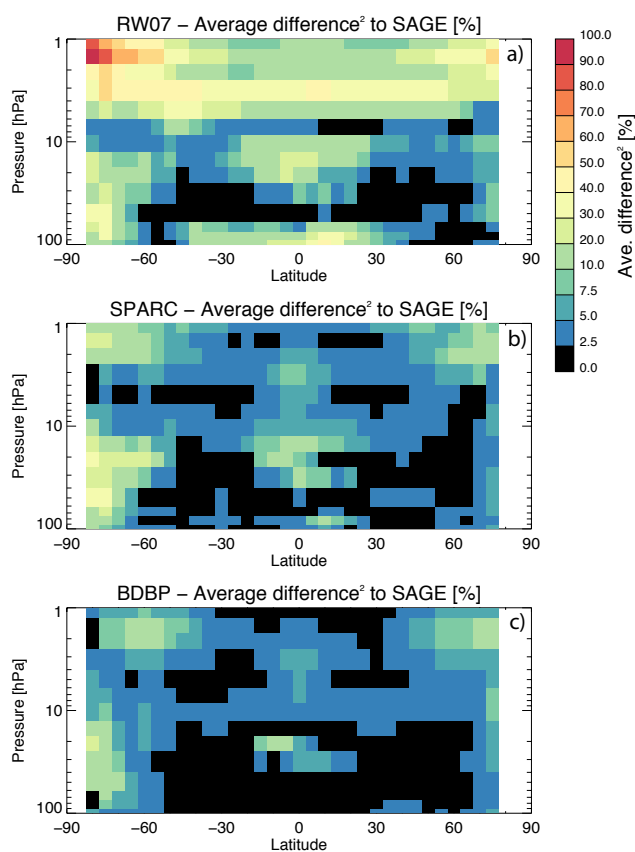 RW07 − Average difference² to SAGE [%]
a)
1
10
100
Pressure [hPa]
−90 −60 −30 0 30 60 90
Latitude
100.0
90.0
80.0
70.0
60.0
50.0
40.0
30.0
20.0
10.0
7.5
5.0
2.5
0.0
Ave. difference² [%]
SPARC − Average difference² to SAGE [%]
b)
1
10
100
Pressure [hPa]
−90 −60 −30 0 30 60 90
Latitude
BDBP − Average difference² to SAGE [%]
c)
1
10
100
Pressure [hPa]
−90 −60 −30 0 30 60 90
Latitude